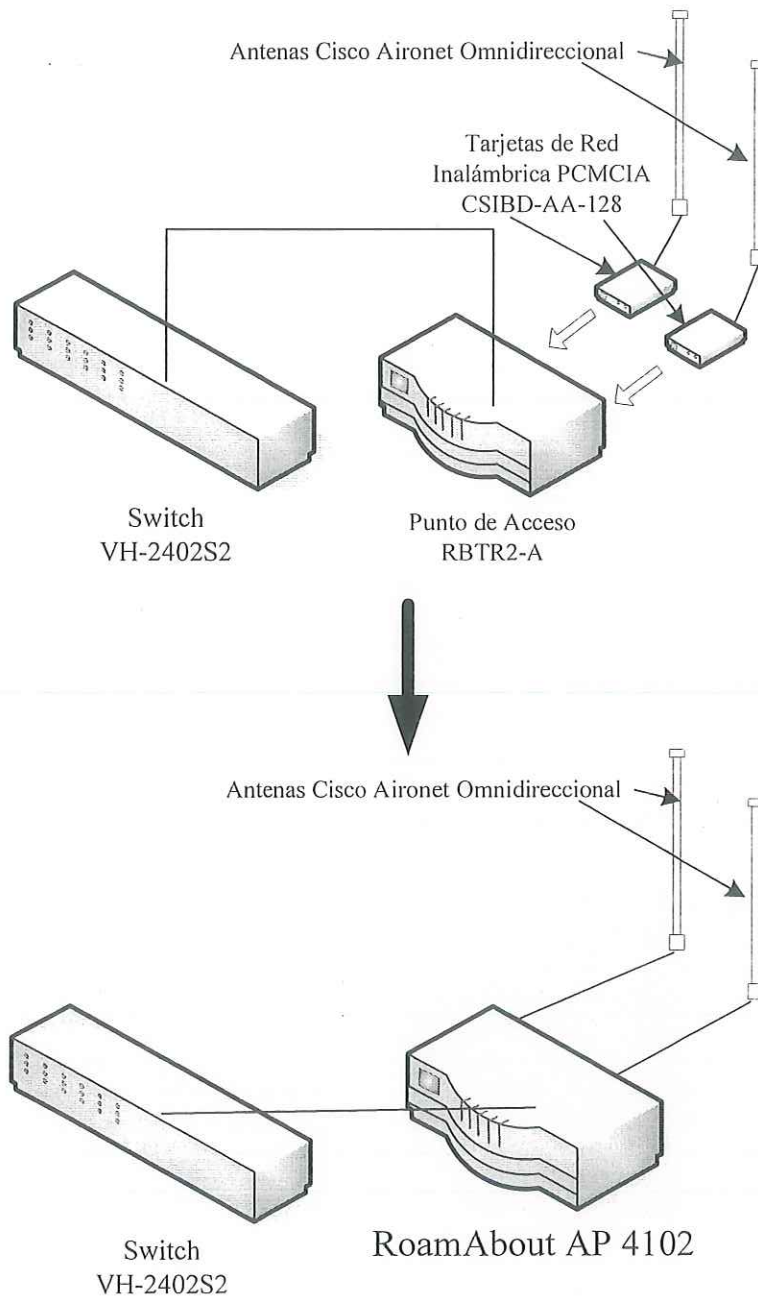 Antenas Cisco Aironet Omnidireccional
Tarjetas de Red
Inalámbrica PCMCIA
CSIBD-AA-128
Switch
VH-2402S2
Punto de Acceso
RBTR2-A
Antenas Cisco Aironet Omnidireccional
Switch
VH-2402S2
RoamAbout AP 4102